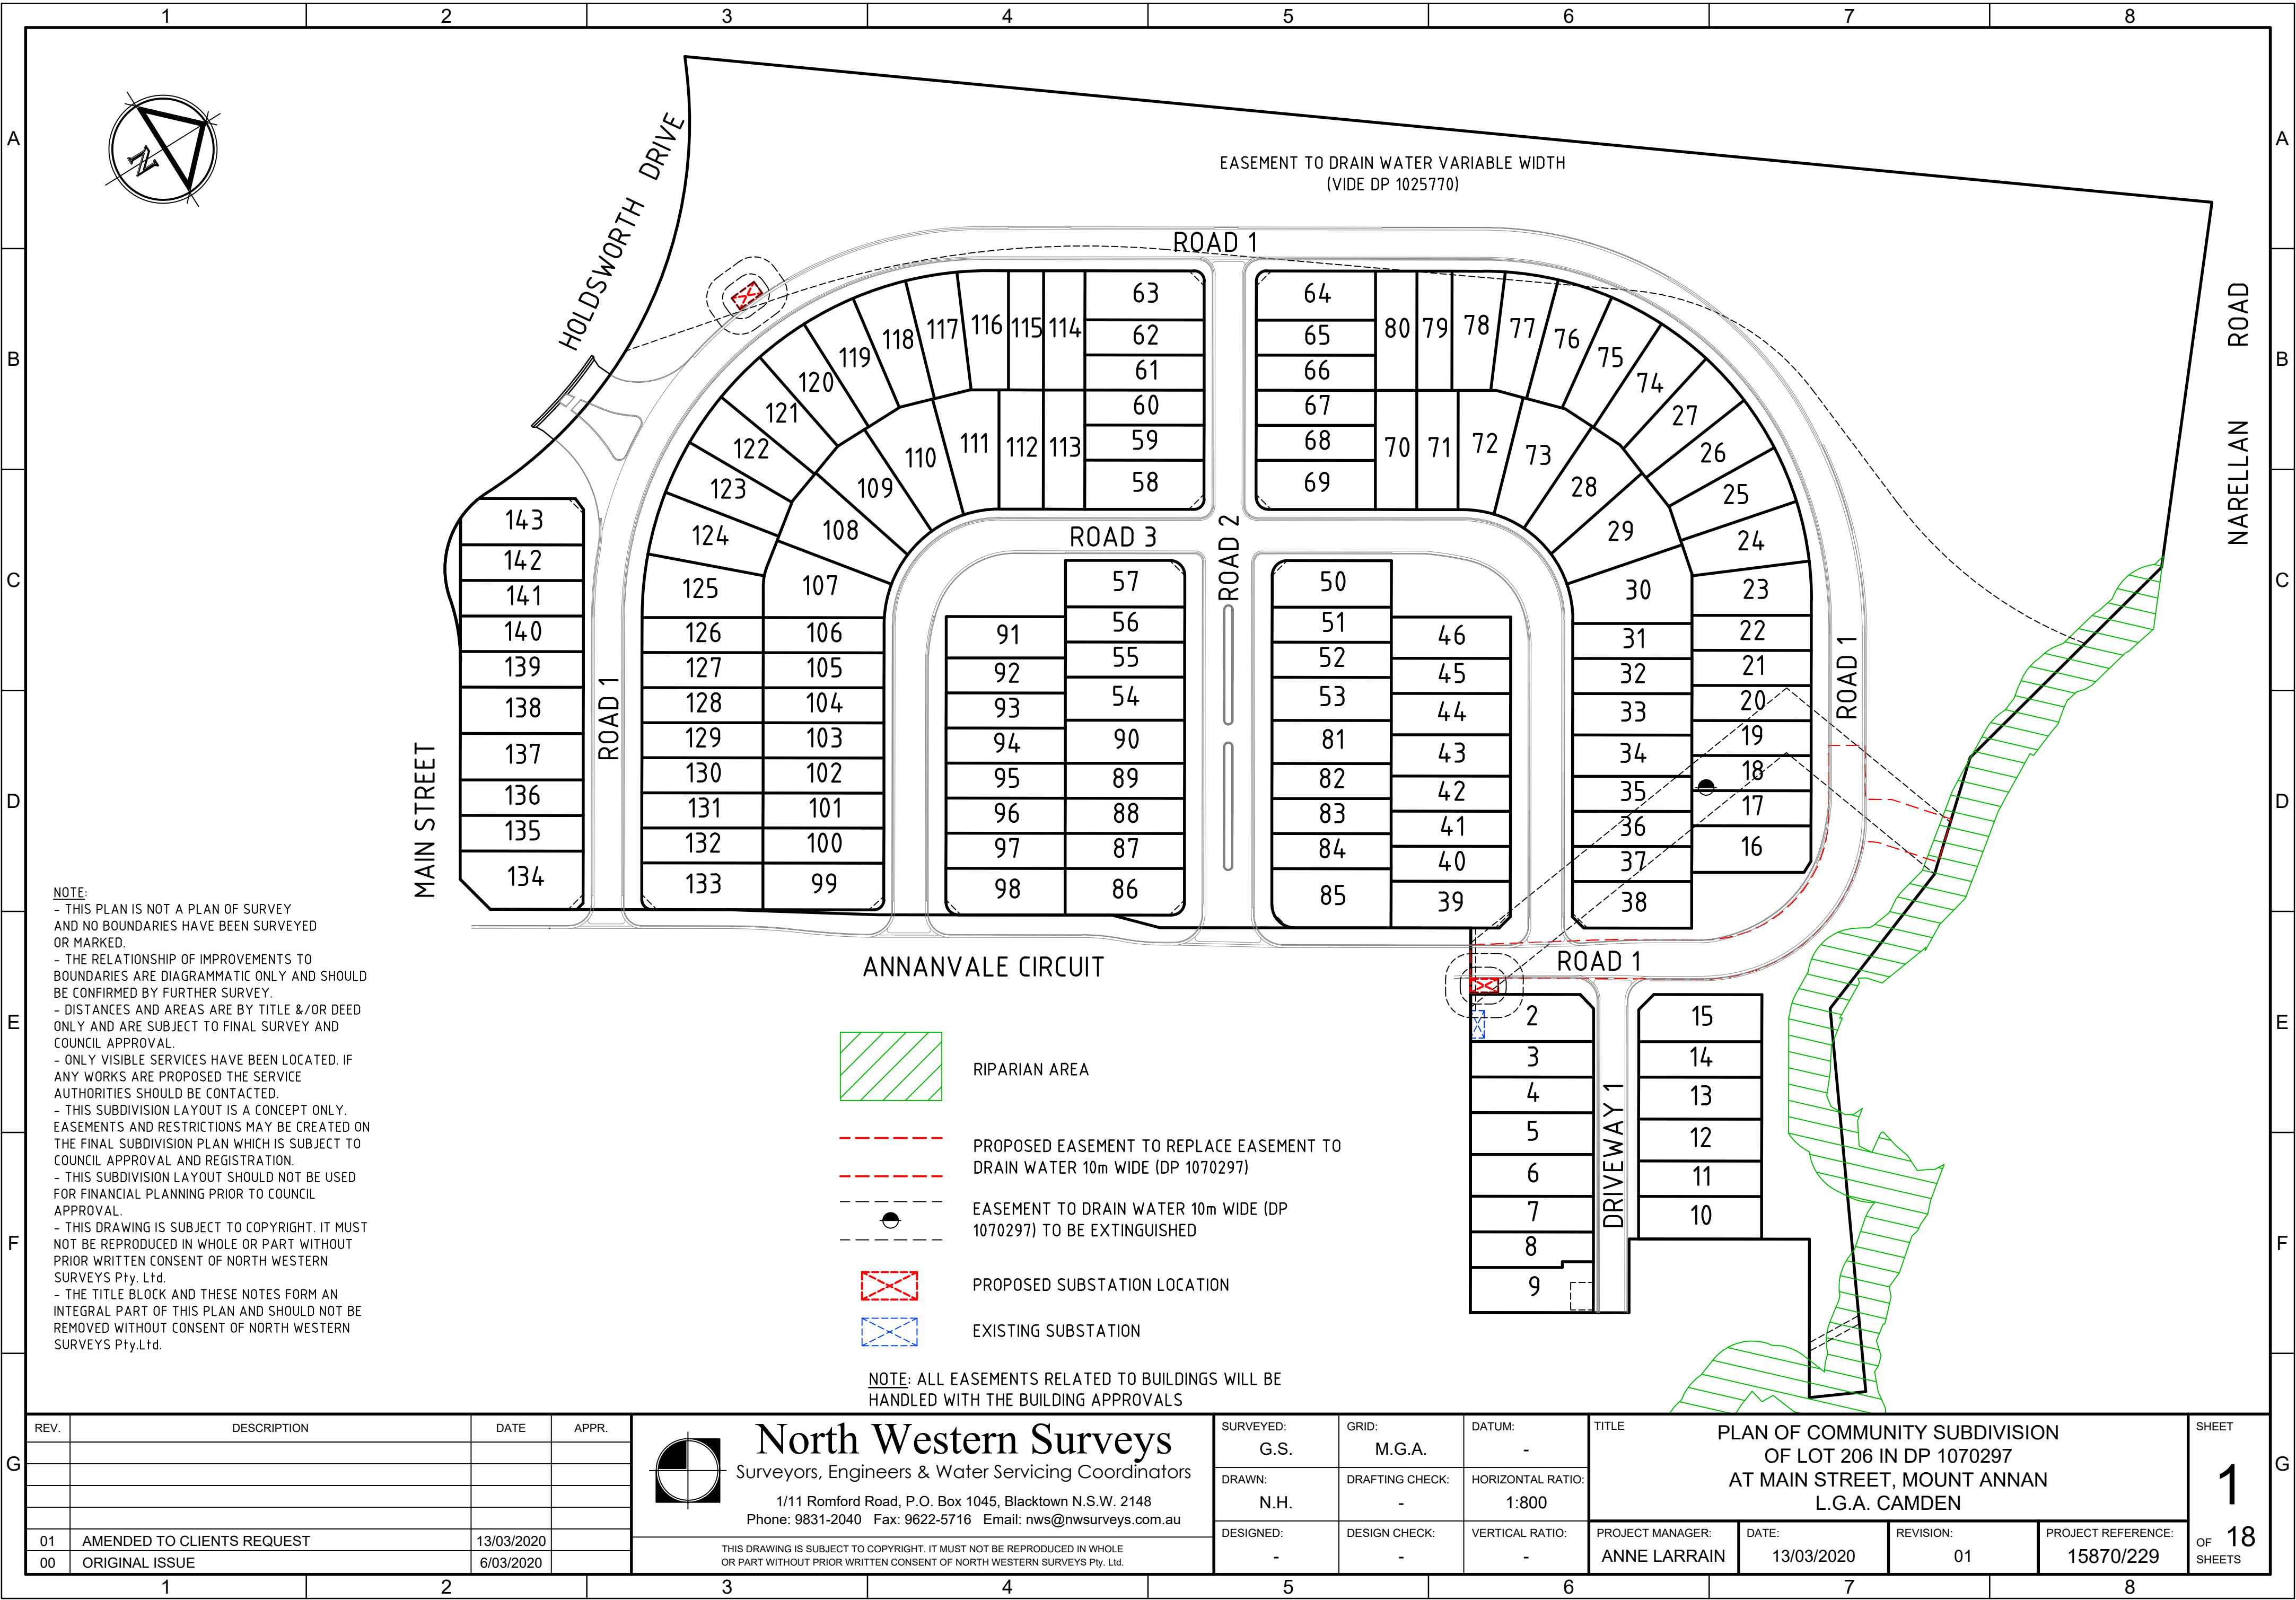 1 2 3 4 5 6 7 8
A
B
C
D
E
F
G
A
B
C
D
E
F
G
N
HOLDSWORTH DRIVE
EASEMENT TO DRAIN WATER VARIABLE WIDTH
(VIDE DP 1025770)
NARELLAN ROAD
ROAD 1
63
62
61
60
59
58
64
65
66
67
68
69
125
124
123
122
121
120
119
118
117
116
115
114
107
108
109
110
111
112
113
80
79
78
77
76
75
74
27
26
25
24
23
70
71
72
73
28
29
30
ROAD 3
ROAD 2
143
142
141
140
139
138
137
136
135
134
MAIN STREET
ROAD 1
126
127
128
129
130
131
132
133
106
105
104
103
102
101
100
99
91
92
93
94
95
96
97
98
57
56
55
54
90
89
88
87
86
50
51
52
53
81
82
83
84
85
46
45
44
43
42
41
40
39
31
32
33
34
35
36
37
38
22
21
20
19
18
17
16
ROAD 1
ANNANVALE CIRCUIT
ROAD 1
2
3
4
5
6
7
8
9
DRIVEWAY 1
15
14
13
12
11
10
NOTE:
- THIS PLAN IS NOT A PLAN OF SURVEY
AND NO BOUNDARIES HAVE BEEN SURVEYED
OR MARKED.
- THE RELATIONSHIP OF IMPROVEMENTS TO
BOUNDARIES ARE DIAGRAMMATIC ONLY AND SHOULD
BE CONFIRMED BY FURTHER SURVEY.
- DISTANCES AND AREAS ARE BY TITLE &/OR DEED
ONLY AND ARE SUBJECT TO FINAL SURVEY AND
COUNCIL APPROVAL.
- ONLY VISIBLE SERVICES HAVE BEEN LOCATED. IF
ANY WORKS ARE PROPOSED THE SERVICE
AUTHORITIES SHOULD BE CONTACTED.
- THIS SUBDIVISION LAYOUT IS A CONCEPT ONLY.
EASEMENTS AND RESTRICTIONS MAY BE CREATED ON
THE FINAL SUBDIVISION PLAN WHICH IS SUBJECT TO
COUNCIL APPROVAL AND REGISTRATION.
- THIS SUBDIVISION LAYOUT SHOULD NOT BE USED
FOR FINANCIAL PLANNING PRIOR TO COUNCIL
APPROVAL.
- THIS DRAWING IS SUBJECT TO COPYRIGHT. IT MUST
NOT BE REPRODUCED IN WHOLE OR PART WITHOUT
PRIOR WRITTEN CONSENT OF NORTH WESTERN
SURVEYS Pty. Ltd.
- THE TITLE BLOCK AND THESE NOTES FORM AN
INTEGRAL PART OF THIS PLAN AND SHOULD NOT BE
REMOVED WITHOUT CONSENT OF NORTH WESTERN
SURVEYS Pty.Ltd.
RIPARIAN AREA
PROPOSED EASEMENT TO REPLACE EASEMENT TO
DRAIN WATER 10m WIDE (DP 1070297)
EASEMENT TO DRAIN WATER 10m WIDE (DP
1070297) TO BE EXTINGUISHED
PROPOSED SUBSTATION LOCATION
EXISTING SUBSTATION
NOTE: ALL EASEMENTS RELATED TO BUILDINGS WILL BE
HANDLED WITH THE BUILDING APPROVALS
REV. DESCRIPTION DATE APPR.
01 AMENDED TO CLIENTS REQUEST 13/03/2020
00 ORIGINAL ISSUE 6/03/2020
North Western Surveys
Surveyors, Engineers & Water Servicing Coordinators
1/11 Romford Road, P.O. Box 1045, Blacktown N.S.W. 2148
Phone: 9831-2040 Fax: 9622-5716 Email: nws@nwsurveys.com.au
THIS DRAWING IS SUBJECT TO COPYRIGHT. IT MUST NOT BE REPRODUCED IN WHOLE
OR PART WITHOUT PRIOR WRITTEN CONSENT OF NORTH WESTERN SURVEYS Pty. Ltd.
SURVEYED: GRID: DATUM:
G.S. M.G.A. -
DRAWN: DRAFTING CHECK: HORIZONTAL RATIO:
N.H. - 1:800
DESIGNED: DESIGN CHECK: VERTICAL RATIO:
- - -
TITLE
PLAN OF COMMUNITY SUBDIVISION
OF LOT 206 IN DP 1070297
AT MAIN STREET, MOUNT ANNAN
L.G.A. CAMDEN
PROJECT MANAGER: DATE: REVISION: PROJECT REFERENCE:
ANNE LARRAIN 13/03/2020 01 15870/229
SHEET
1
OF 18
SHEETS
1 2 3 4 5 6 7 8